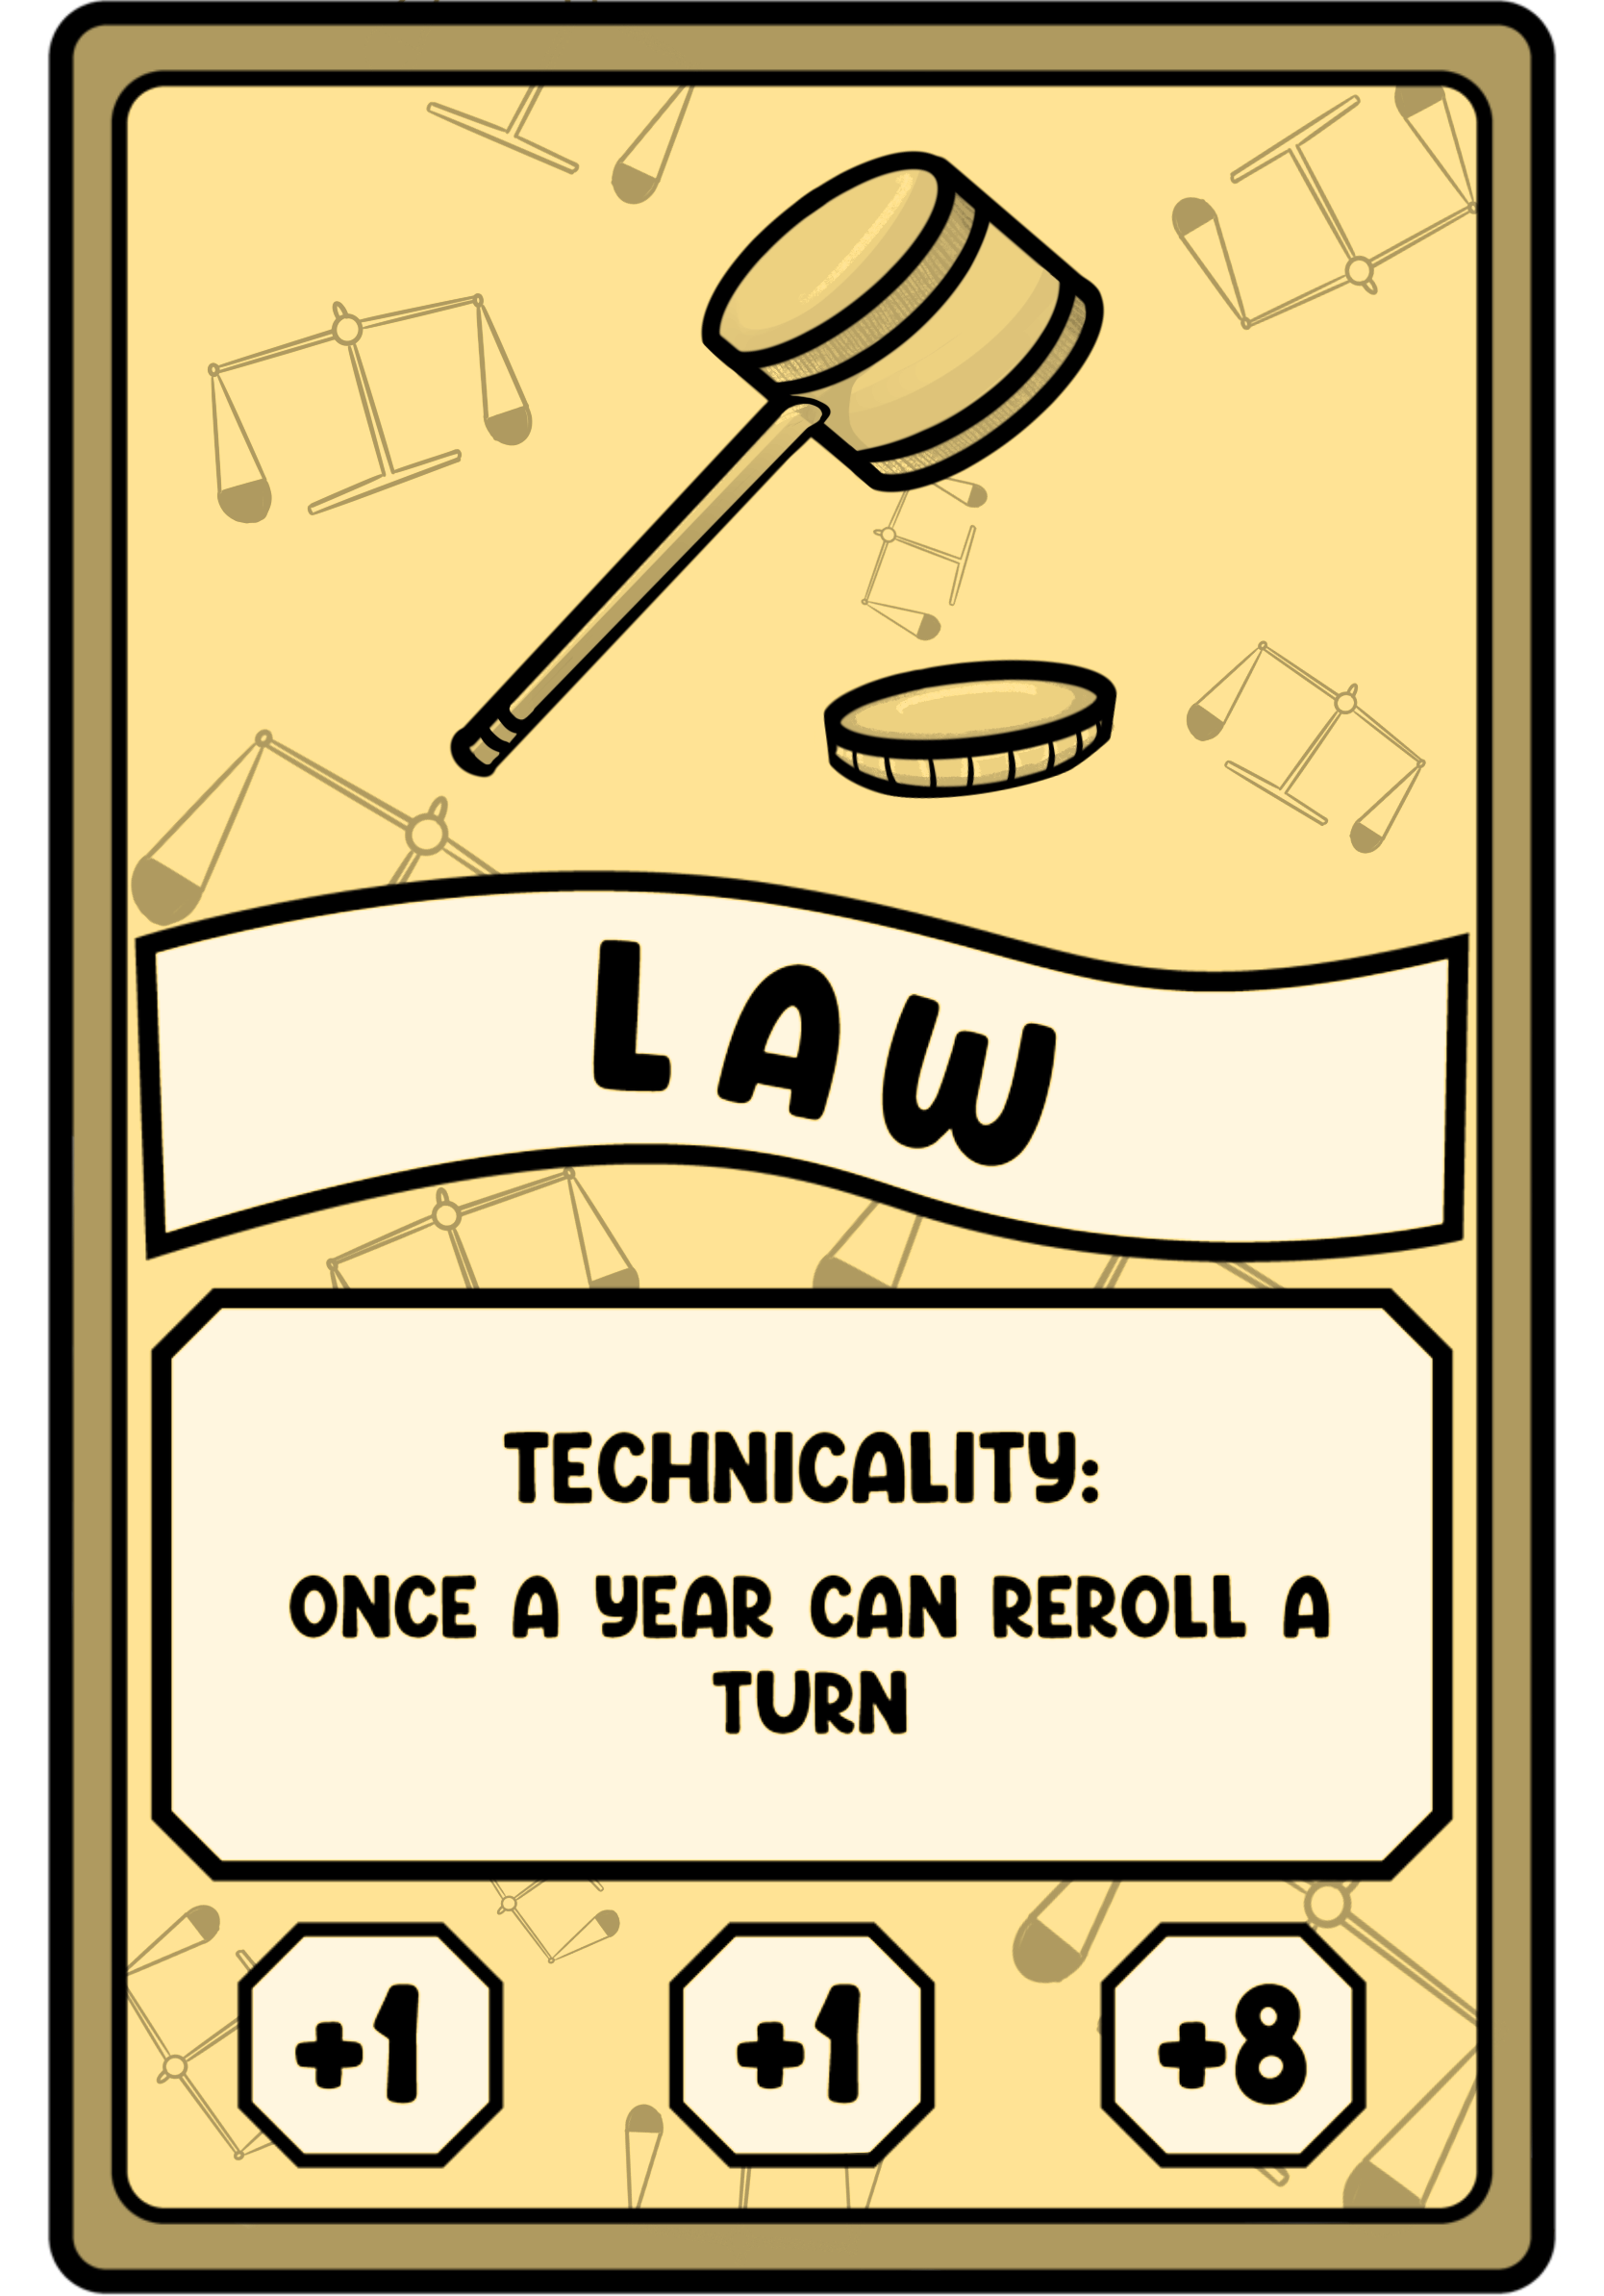 LAW
TECHNICALITY:
ONCE A YEAR CAN REROLL A
TURN
+1 +1 +8